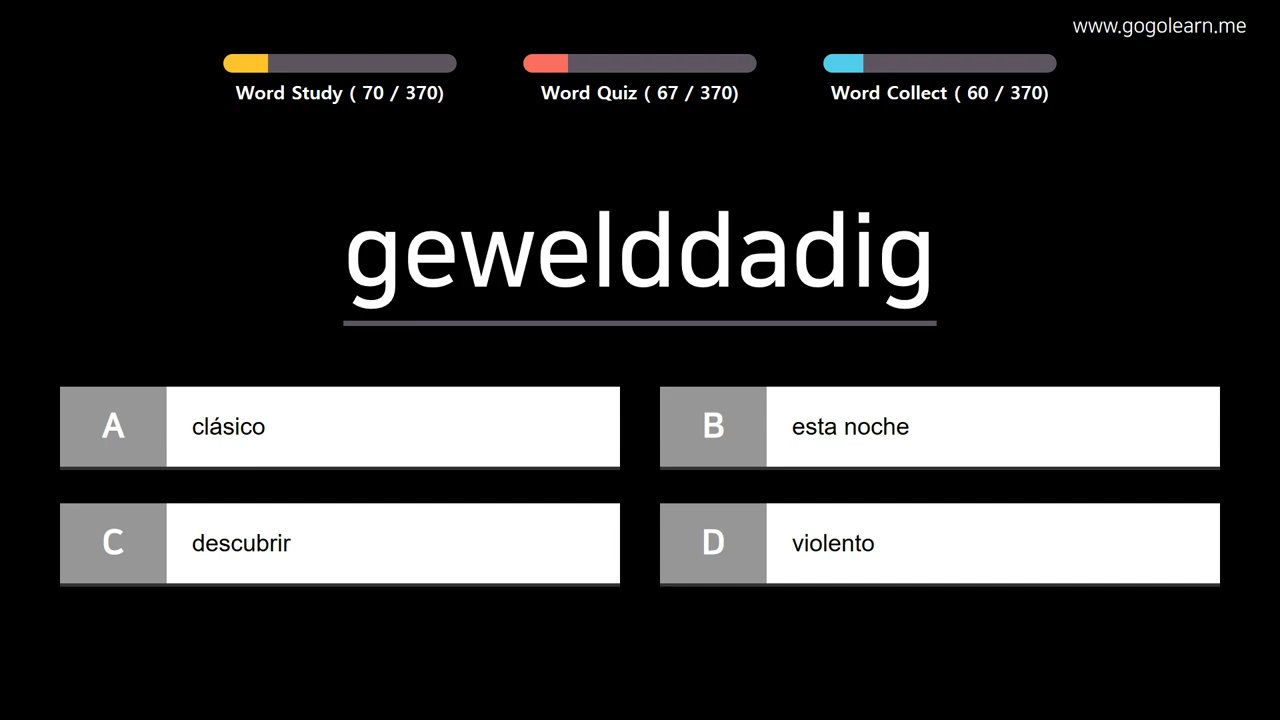 www.gogolearn.me
Word Study ( 70 / 370)
Word Quiz ( 67 / 370)
Word Collect ( 60 / 370)
gewelddadig
A clásico
B esta noche
C descubrir
D violento